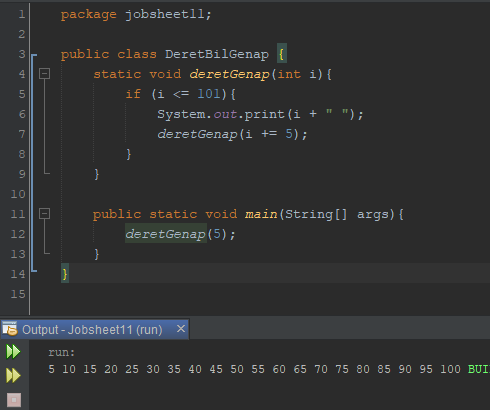 1 package jobsheet11;
2
3 public class DeretBilGenap {
4 static void deretGenap(int i){
5 if (i <= 101){
6 System.out.print(i + " ");
7 deretGenap(i += 5);
8 }
9 }
10
11 public static void main(String[] args){
12 deretGenap(5);
13 }
14 }
15
Output - Jobsheet11 (run) ×
run:
5 10 15 20 25 30 35 40 45 50 55 60 65 70 75 80 85 90 95 100 BUI